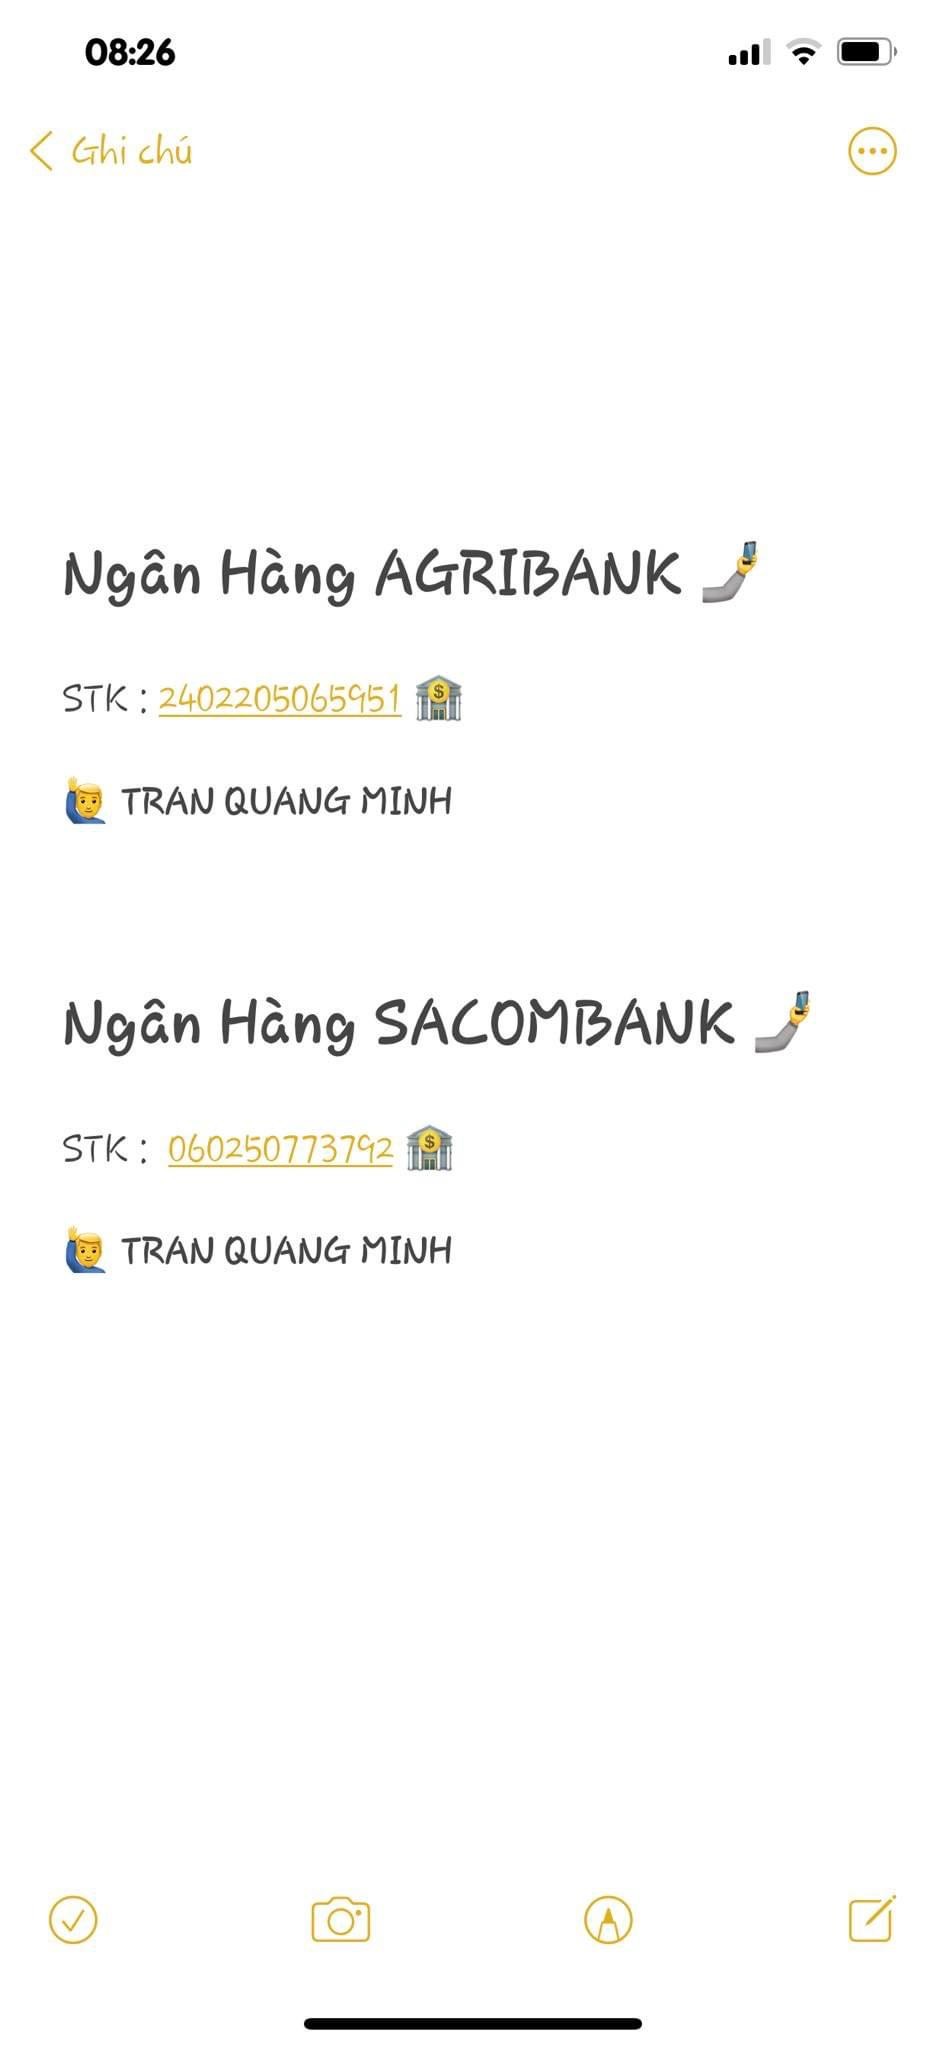 08:26
Ghi chú
Ngân Hàng AGRIBANK
STK : 2402205065951
TRAN QUANG MINH
Ngân Hàng SACOMBANK
STK : 060250773792
TRAN QUANG MINH